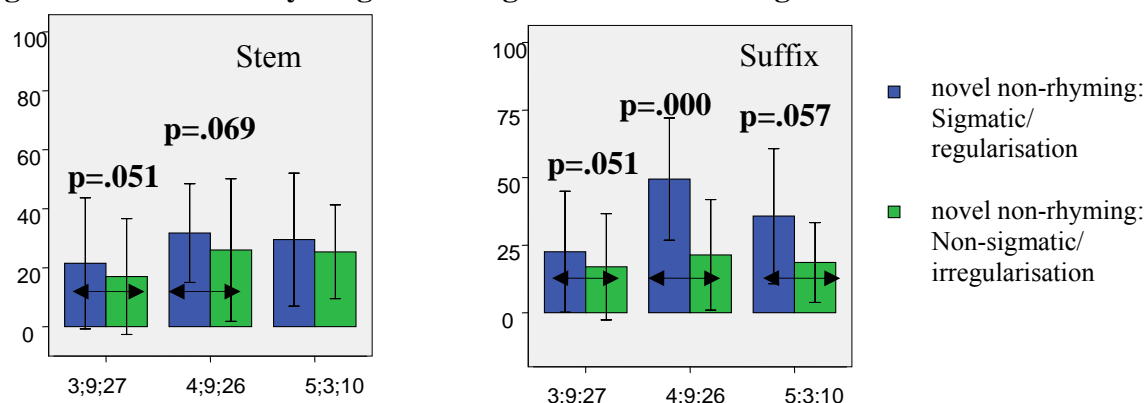 Stem
100
80
60
40
20
0
p=.051
p=.069
3;9;27 4;9;26 5;3;10
Suffix
100
75
50
25
0
p=.051
p=.000
p=.057
3:9:27 4:9:26 5:3:10
novel non-rhyming:
Sigmatic/
regularisation
novel non-rhyming:
Non-sigmatic/
irregularisation